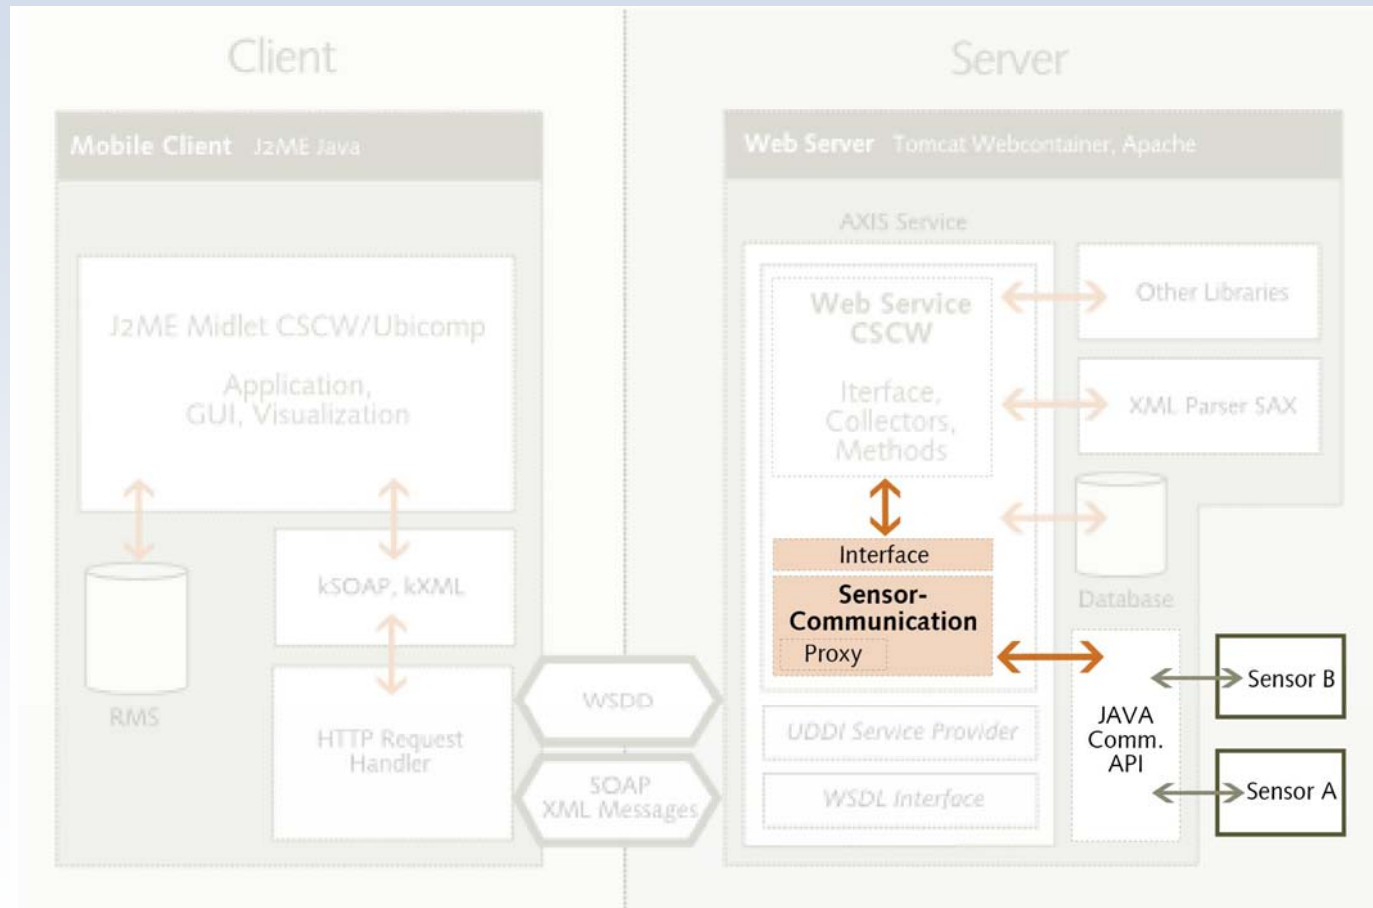 Client
Server
Mobile Client J2ME Java
Web Server Tomcat Webcontainer, Apache
AXIS Service
J2ME Midlet CSCW/Ubicomp
Application,
GUI, Visualization
RMS
kSOAP, kXML
HTTP Request
Handler
WSDD
SOAP
XML Messages
Web Service
CSCW
Iterface,
Collectors,
Methods
Interface
Sensor-
Communication
Proxy
UDDI Service Provider
WSDL Interface
Other Libraries
XML Parser SAX
Database
JAVA
Comm.
API
Sensor B
Sensor A